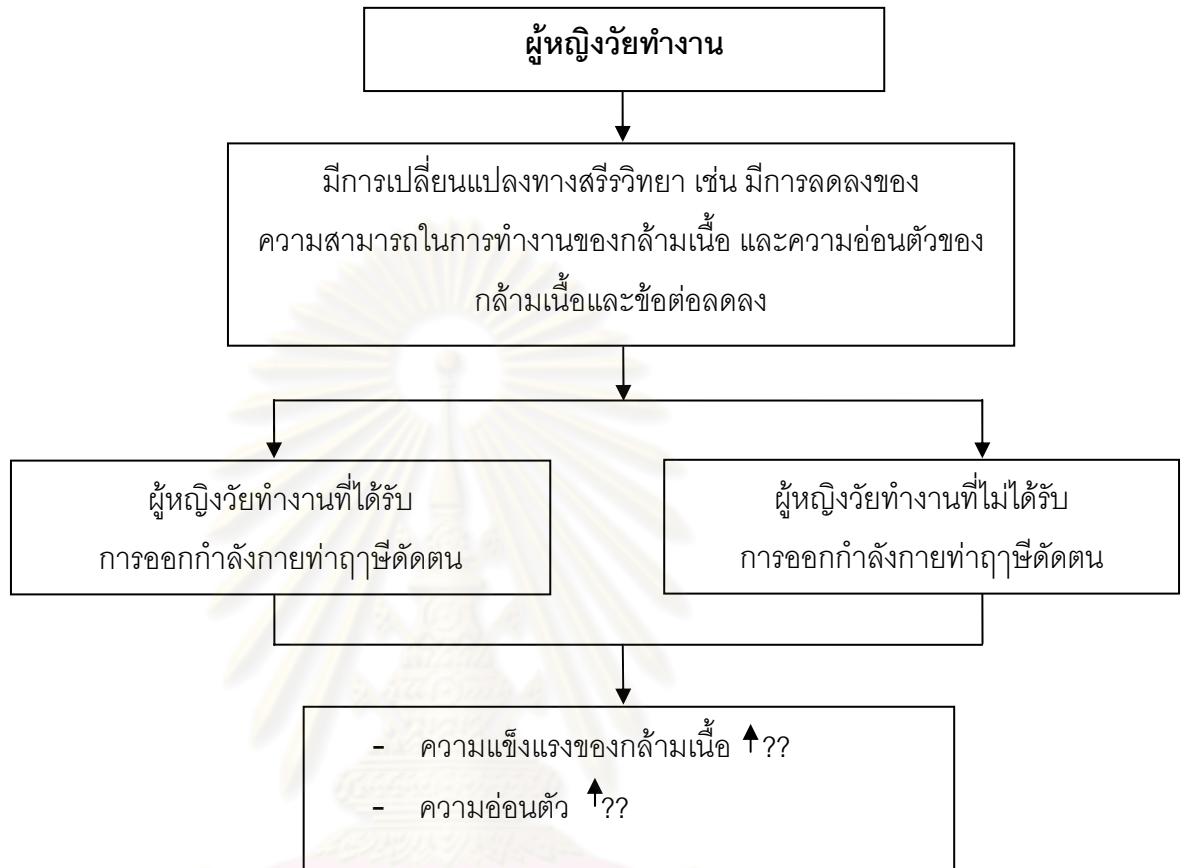 ผู้หญิงวัยทำงาน
มีการเปลี่ยนแปลงทางสรีรวิทยา เช่น มีการลดลงของ
ความสามารถในการทำงานของกล้ามเนื้อ และความอ่อนตัวของ
กล้ามเนื้อและข้อต่อลดลง
ผู้หญิงวัยทำงานที่ได้รับ
การออกกำลังกายท่าฤๅษีดัดตน
ผู้หญิงวัยทำงานที่ไม่ได้รับ
การออกกำลังกายท่าฤๅษีดัดตน
- ความแข็งแรงของกล้ามเนื้อ ↑??
- ความอ่อนตัว ↑??